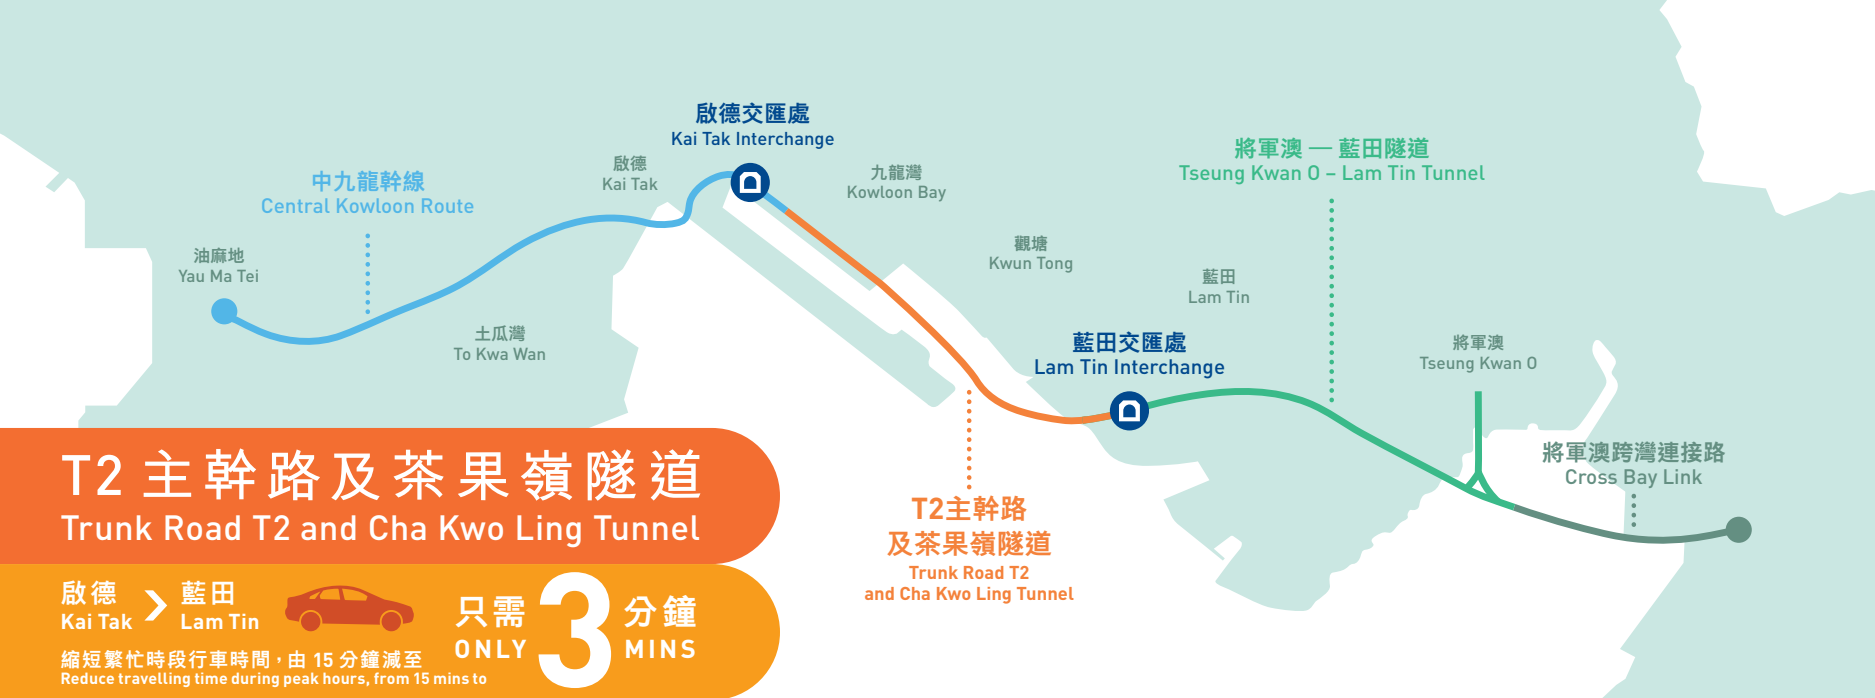 啟德交匯處
Kai Tak Interchange
啟德
Kai Tak
九龍灣
Kowloon Bay
將軍澳 — 藍田隧道
Tseung Kwan O – Lam Tin Tunnel
中九龍幹線
Central Kowloon Route
油麻地
Yau Ma Tei
觀塘
Kwun Tong
藍田
Lam Tin
土瓜灣
To Kwa Wan
藍田交匯處
Lam Tin Interchange
將軍澳
Tseung Kwan O
將軍澳跨灣連接路
Cross Bay Link
T2主幹路
及茶果嶺隧道
Trunk Road T2
and Cha Kwo Ling Tunnel
T2 主幹路及茶果嶺隧道
Trunk Road T2 and Cha Kwo Ling Tunnel
啟德 藍田
Kai Tak Lam Tin
只需 3 分鐘
ONLY MINS
縮短繁忙時段行車時間，由 15 分鐘減至
Reduce travelling time during peak hours, from 15 mins to